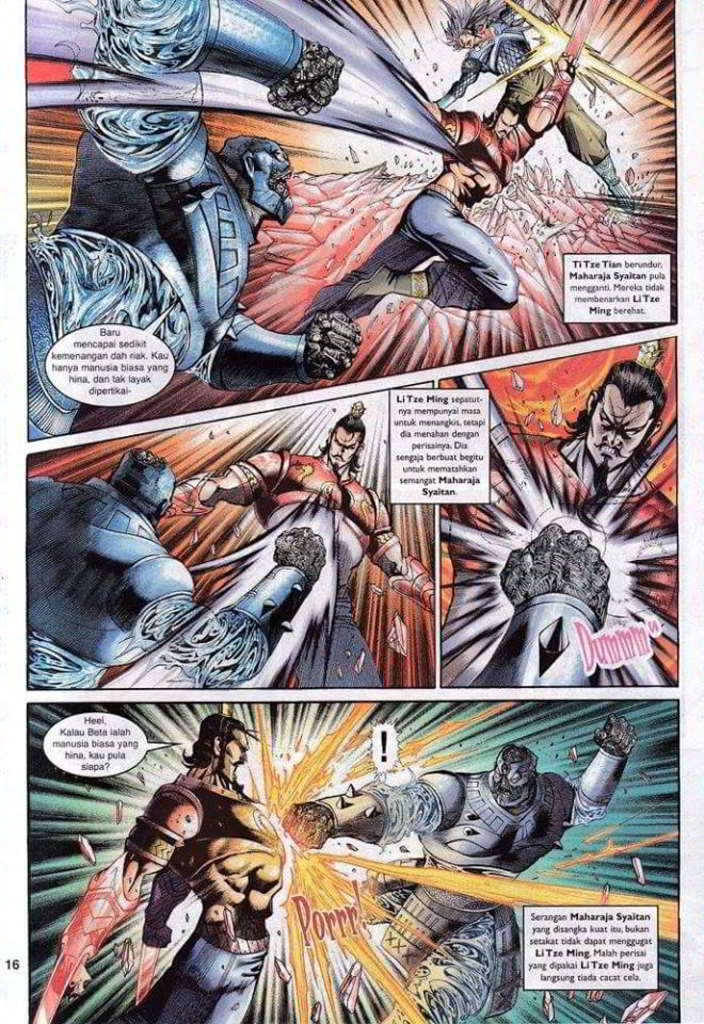 Ti Tze Tian berundur,
Maharaja Syaitan pula
mengganti. Mereka tidak
membenarkan Li Tze
Ming berehat.
Baru
mencapai sedikit
kemenangan dah riak. Kau
hanya manusia biasa yang
hina, dan tak layak
dipertikai-
Li Tze Ming sepatut-
nya mempunyai masa
untuk menangkis, tetapi
dia menahan dengan
perisainya. Dia
sengaja berbuat begitu
untuk mematahkan
semangat Maharaja
Syaitan.
Dummm
Heei,
Kalau Beta ialah
manusia biasa yang
hina, kau pula
siapa?
!
Porrr!
Serangan Maharaja Syaitan
yang disangka kuat itu, bukan
setakat tidak dapat menggugat
Li Tze Ming. Malah perisai
yang dipakai Li Tze Ming juga
langsung tiada cacat cela.
16